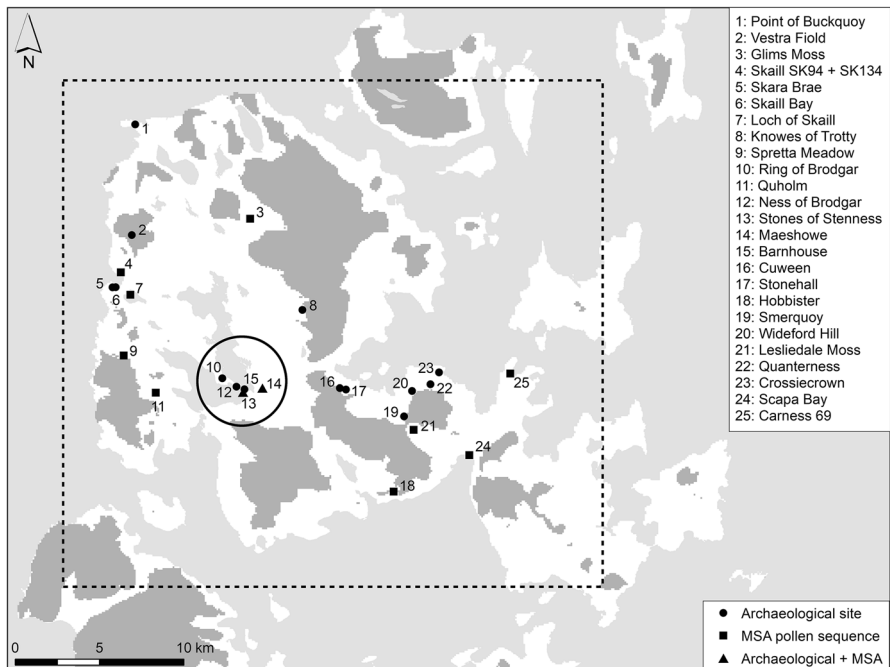 N
1: Point of Buckquoy
2: Vestra Fiold
3: Glims Moss
4: Skaill SK94 + SK134
5: Skara Brae
6: Skaill Bay
7: Loch of Skaill
8: Knowes of Trotty
9: Spretta Meadow
10: Ring of Brodgar
11: Quholm
12: Ness of Brodgar
13: Stones of Stenness
14: Maeshowe
15: Barnhouse
16: Cuween
17: Stonehall
18: Hobbister
19: Smerquoy
20: Wideford Hill
21: Lesliedale Moss
22: Quanterness
23: Crossiecrown
24: Scapa Bay
25: Carness 69
1
3
2
4
5
6
7
8
9
10
12
15
14
13
11
16
17
23
20
22
25
19
21
24
18
0 5 10 km
Archaeological site
MSA pollen sequence
Archaeological + MSA